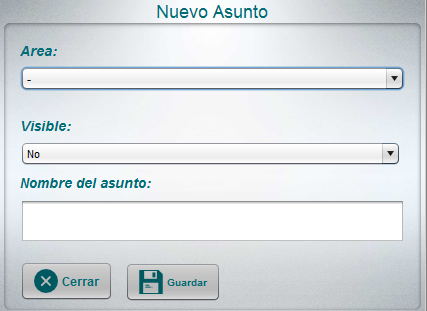 Nuevo Asunto
Area:
-
Visible:
No
Nombre del asunto:
Cerrar
Guardar